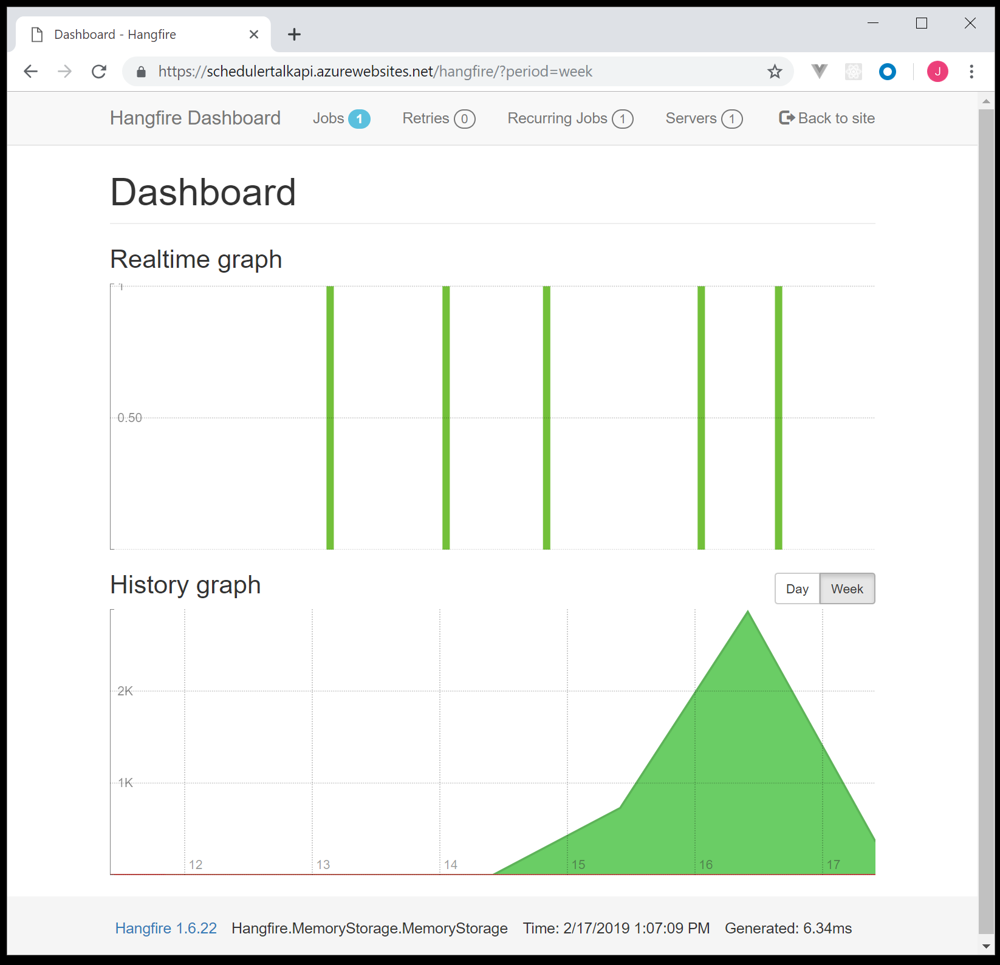 Dashboard - Hangfire
https://schedulertalkapi.azurewebsites.net/hangfire/?period=week
J
Hangfire Dashboard Jobs 1 Retries 0 Recurring Jobs 1 Servers 1 Back to site
Dashboard
Realtime graph
1
0.50
History graph
Day Week
2K
1K
12 13 14 15 16 17
Hangfire 1.6.22 Hangfire.MemoryStorage.MemoryStorage Time: 2/17/2019 1:07:09 PM Generated: 6.34ms